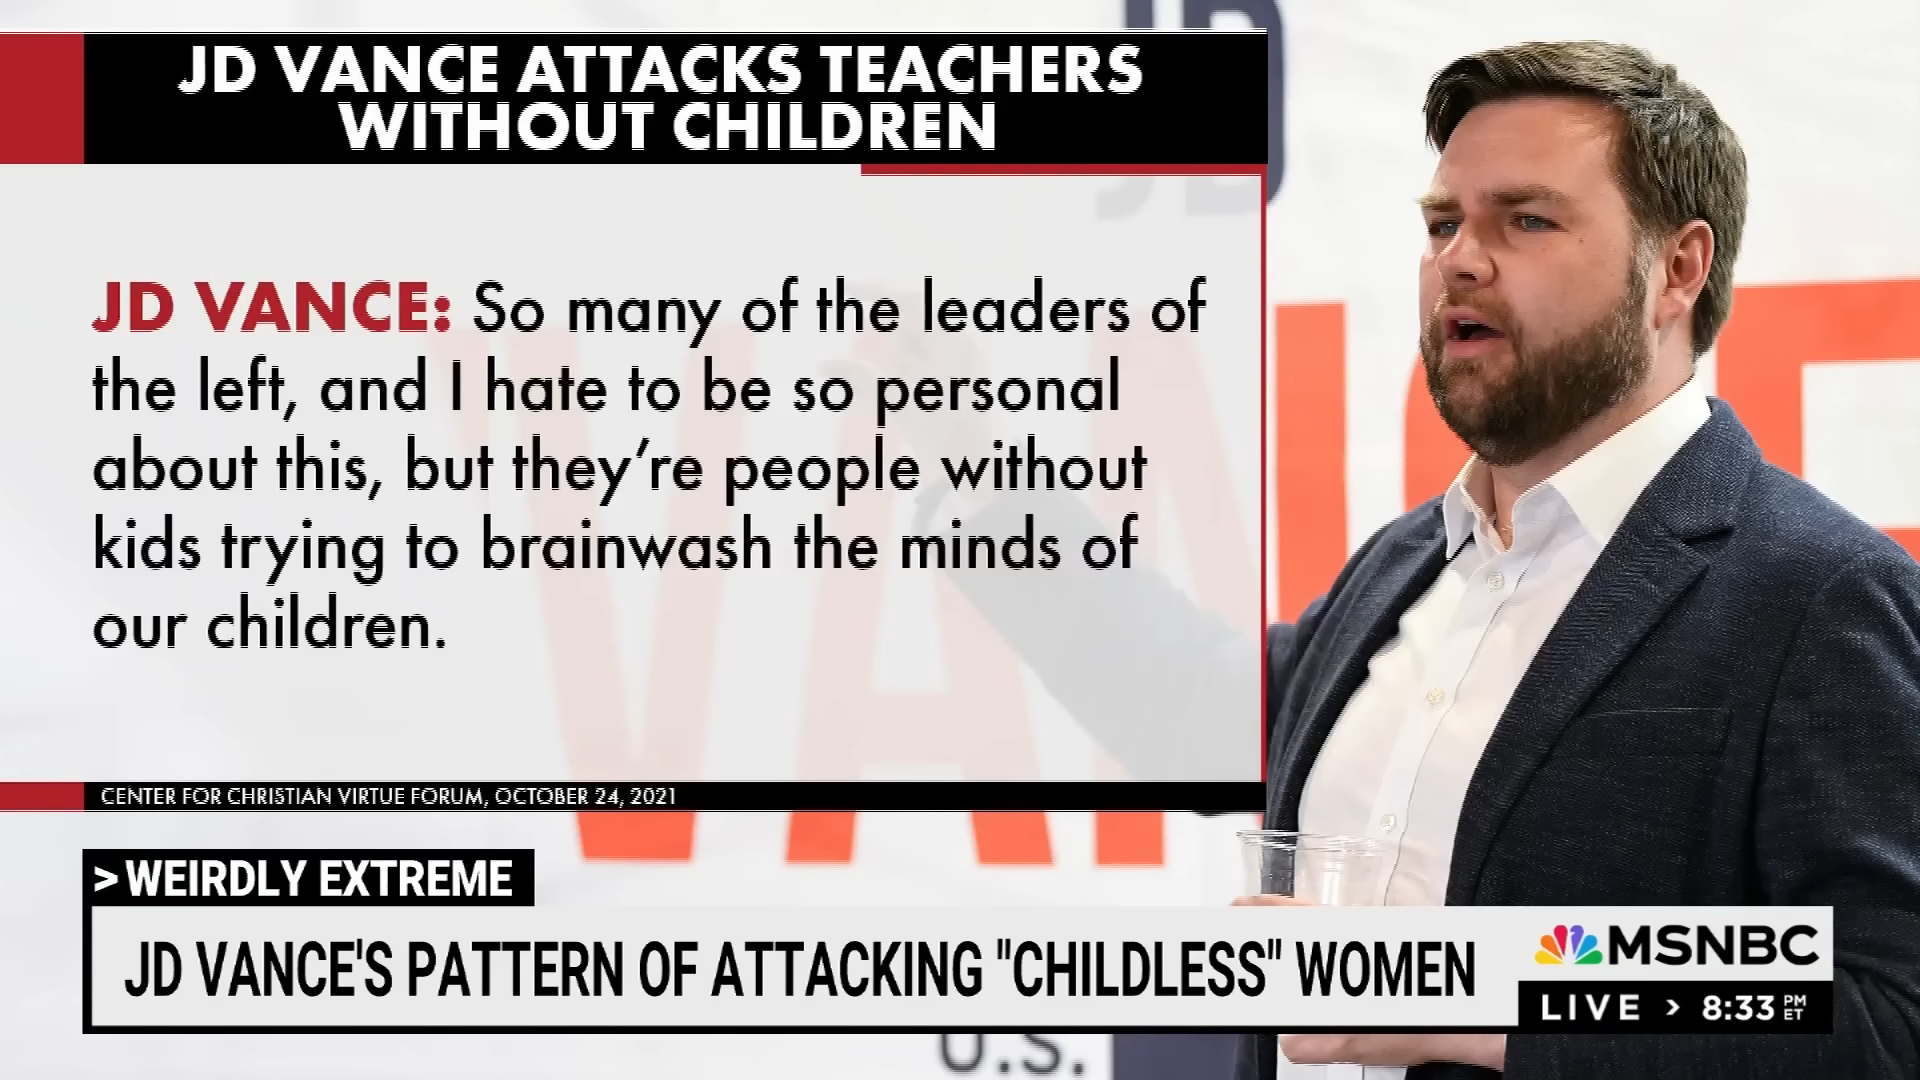 JD VANCE ATTACKS TEACHERS
WITHOUT CHILDREN
JD VANCE: So many of the leaders of
the left, and I hate to be so personal
about this, but they're people without
kids trying to brainwash the minds of
our children.
CENTER FOR CHRISTIAN VIRTUE FORUM, OCTOBER 24, 2021
> WEIRDLY EXTREME
JD VANCE'S PATTERN OF ATTACKING "CHILDLESS" WOMEN
MSNBC
LIVE > 8:33 PM ET
JD
VANCE
U.S.